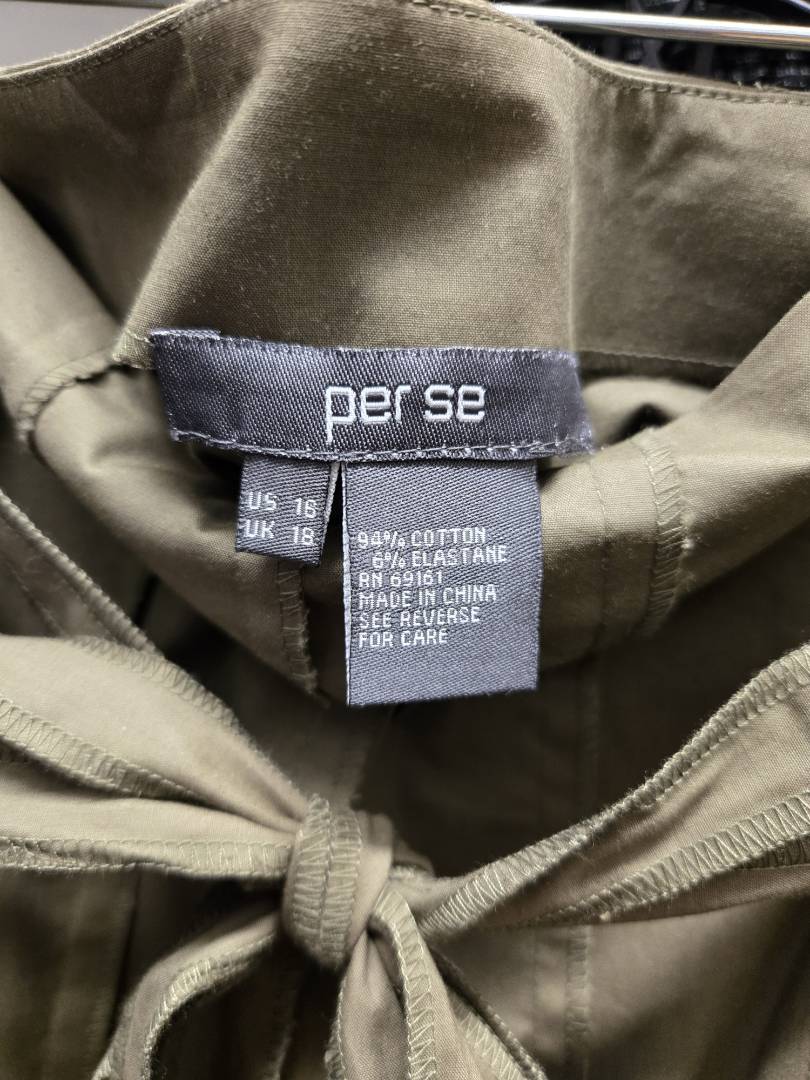 per se
US 16
UK 18
94% COTTON
6% ELASTANE
RN 69161
MADE IN CHINA
SEE REVERSE
FOR CARE